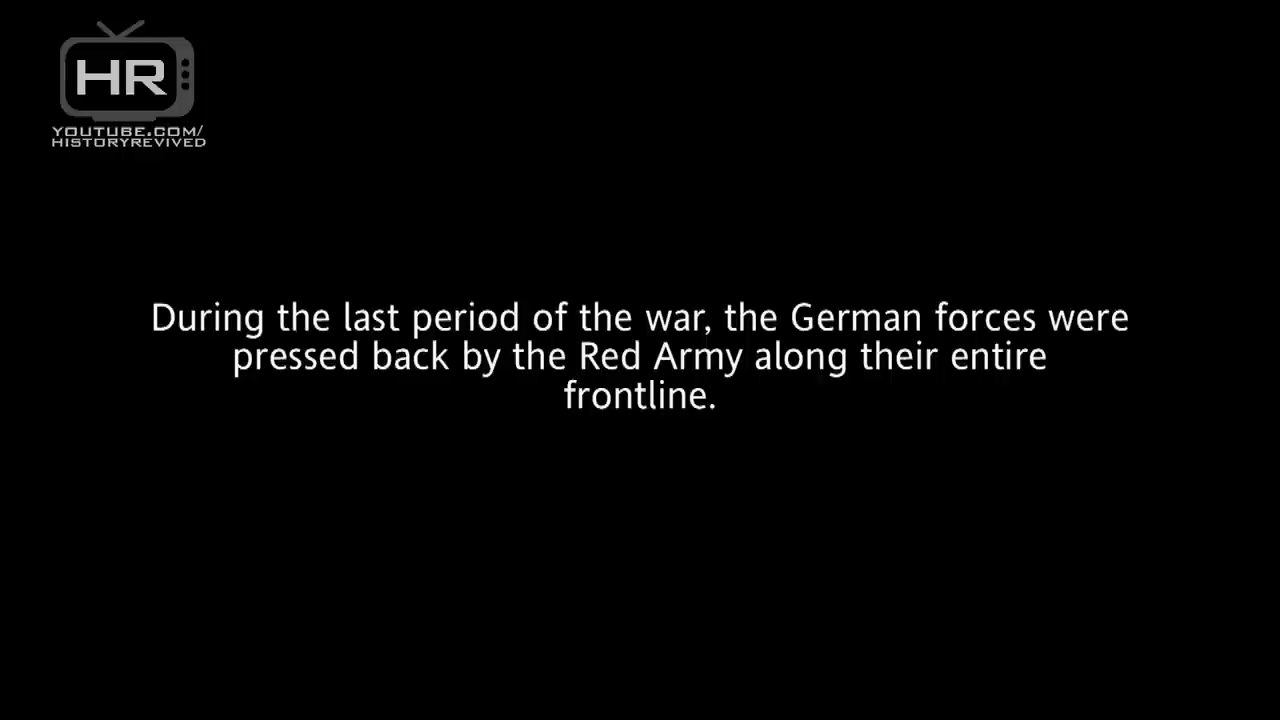 HR
YOUTUBE.COM/
HISTORYREVIVED
During the last period of the war, the German forces were
pressed back by the Red Army along their entire
frontline.